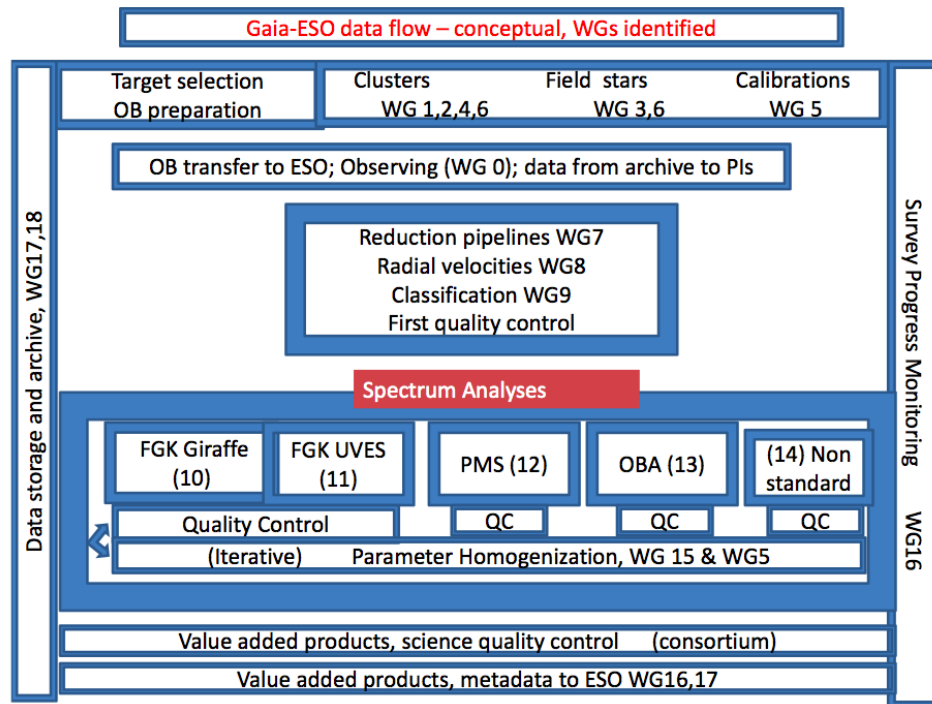 Gaia-ESO data flow – conceptual, WGs identified
Target selection
OB preparation
Clusters Field stars Calibrations
WG 1,2,4,6 WG 3,6 WG 5
OB transfer to ESO; Observing (WG 0); data from archive to PIs
Data storage and archive, WG17,18
Survey Progress Monitoring WG16
Reduction pipelines WG7
Radial velocities WG8
Classification WG9
First quality control
Spectrum Analyses
FGK Giraffe
(10)
FGK UVES
(11)
PMS (12)
OBA (13)
(14) Non
standard
Quality Control
QC
QC
QC
(Iterative) Parameter Homogenization, WG 15 & WG5
Value added products, science quality control (consortium)
Value added products, metadata to ESO WG16,17